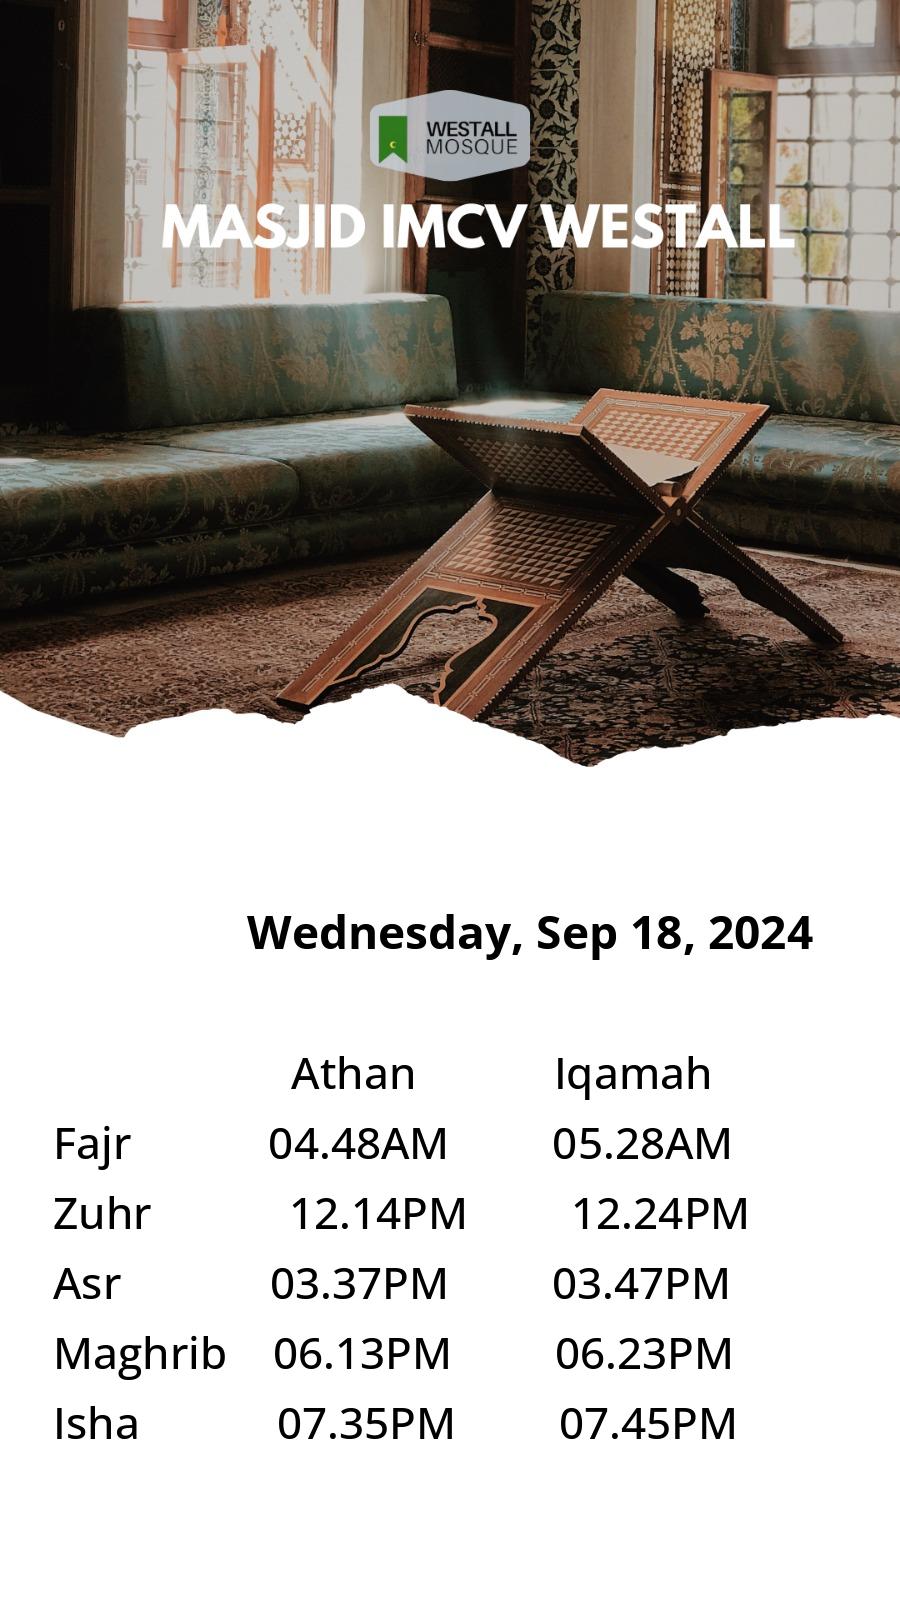 WESTALL
MOSQUE
MASJID IMCV WESTALL
Wednesday, Sep 18, 2024
Athan Iqamah
Fajr 04.48AM 05.28AM
Zuhr 12.14PM 12.24PM
Asr 03.37PM 03.47PM
Maghrib 06.13PM 06.23PM
Isha 07.35PM 07.45PM